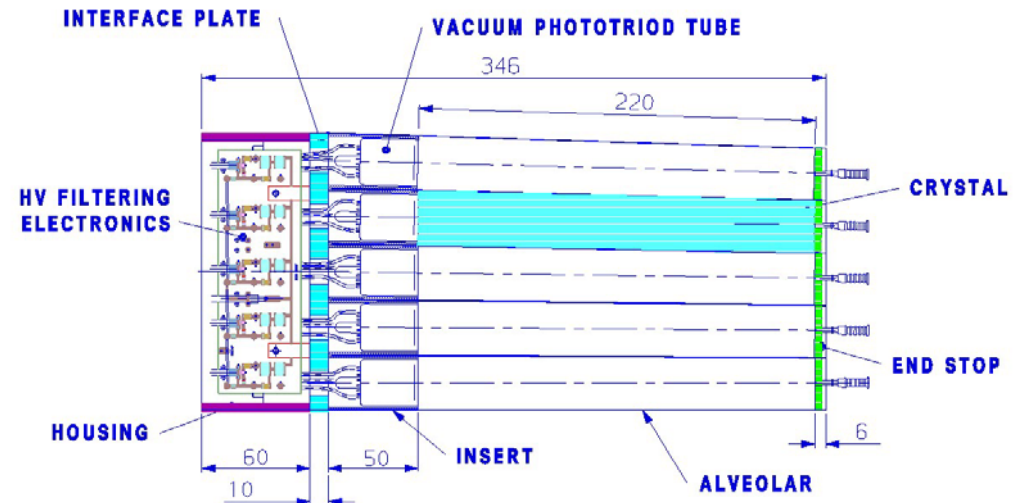 INTERFACE PLATE
VACUUM PHOTOTRIOD TUBE
346
220
HV FILTERING
ELECTRONICS
CRYSTAL
END STOP
HOUSING
INSERT
ALVEOLAR
60
50
6
10